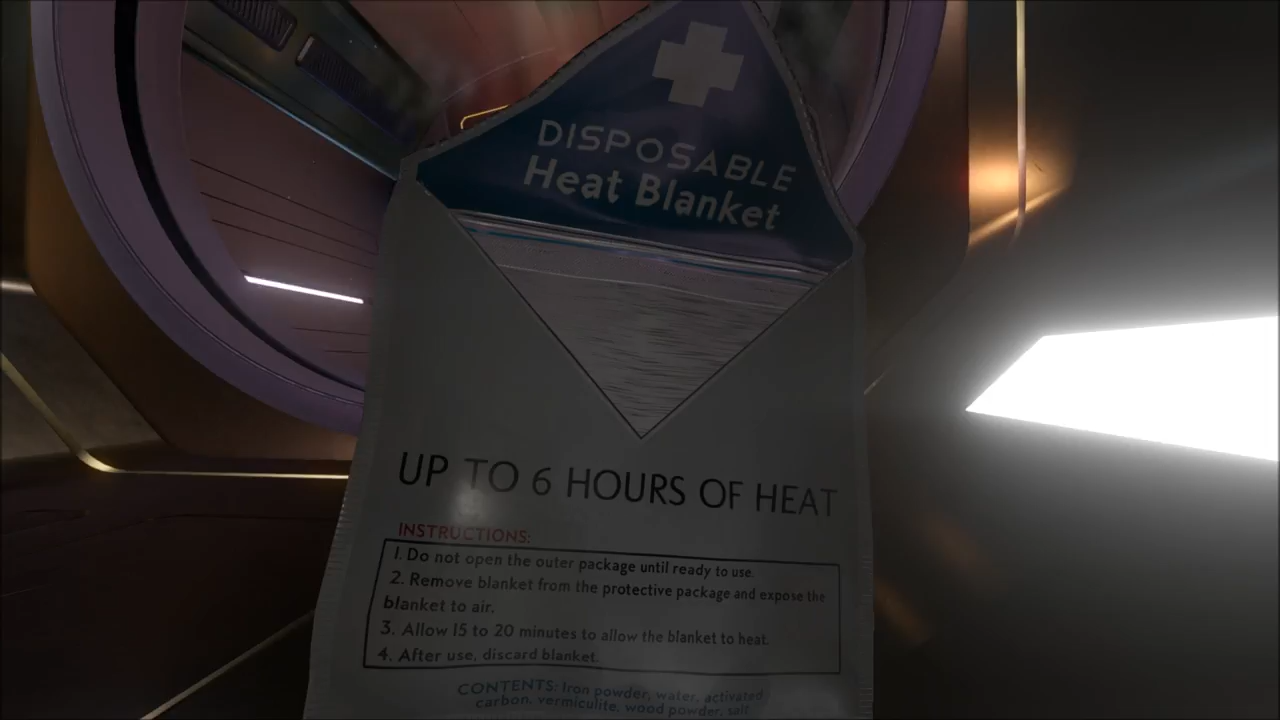 DISPOSABLE
Heat Blanket
UP TO 6 HOURS OF HEAT
INSTRUCTIONS:
1. Do not open the outer package until ready to use.
2. Remove blanket from the protective package and expose the
blanket to air.
3. Allow 15 to 20 minutes to allow the blanket to heat.
4. After use, discard blanket.
CONTENTS: Iron powder, water, activated
carbon, vermiculite, wood powder, salt